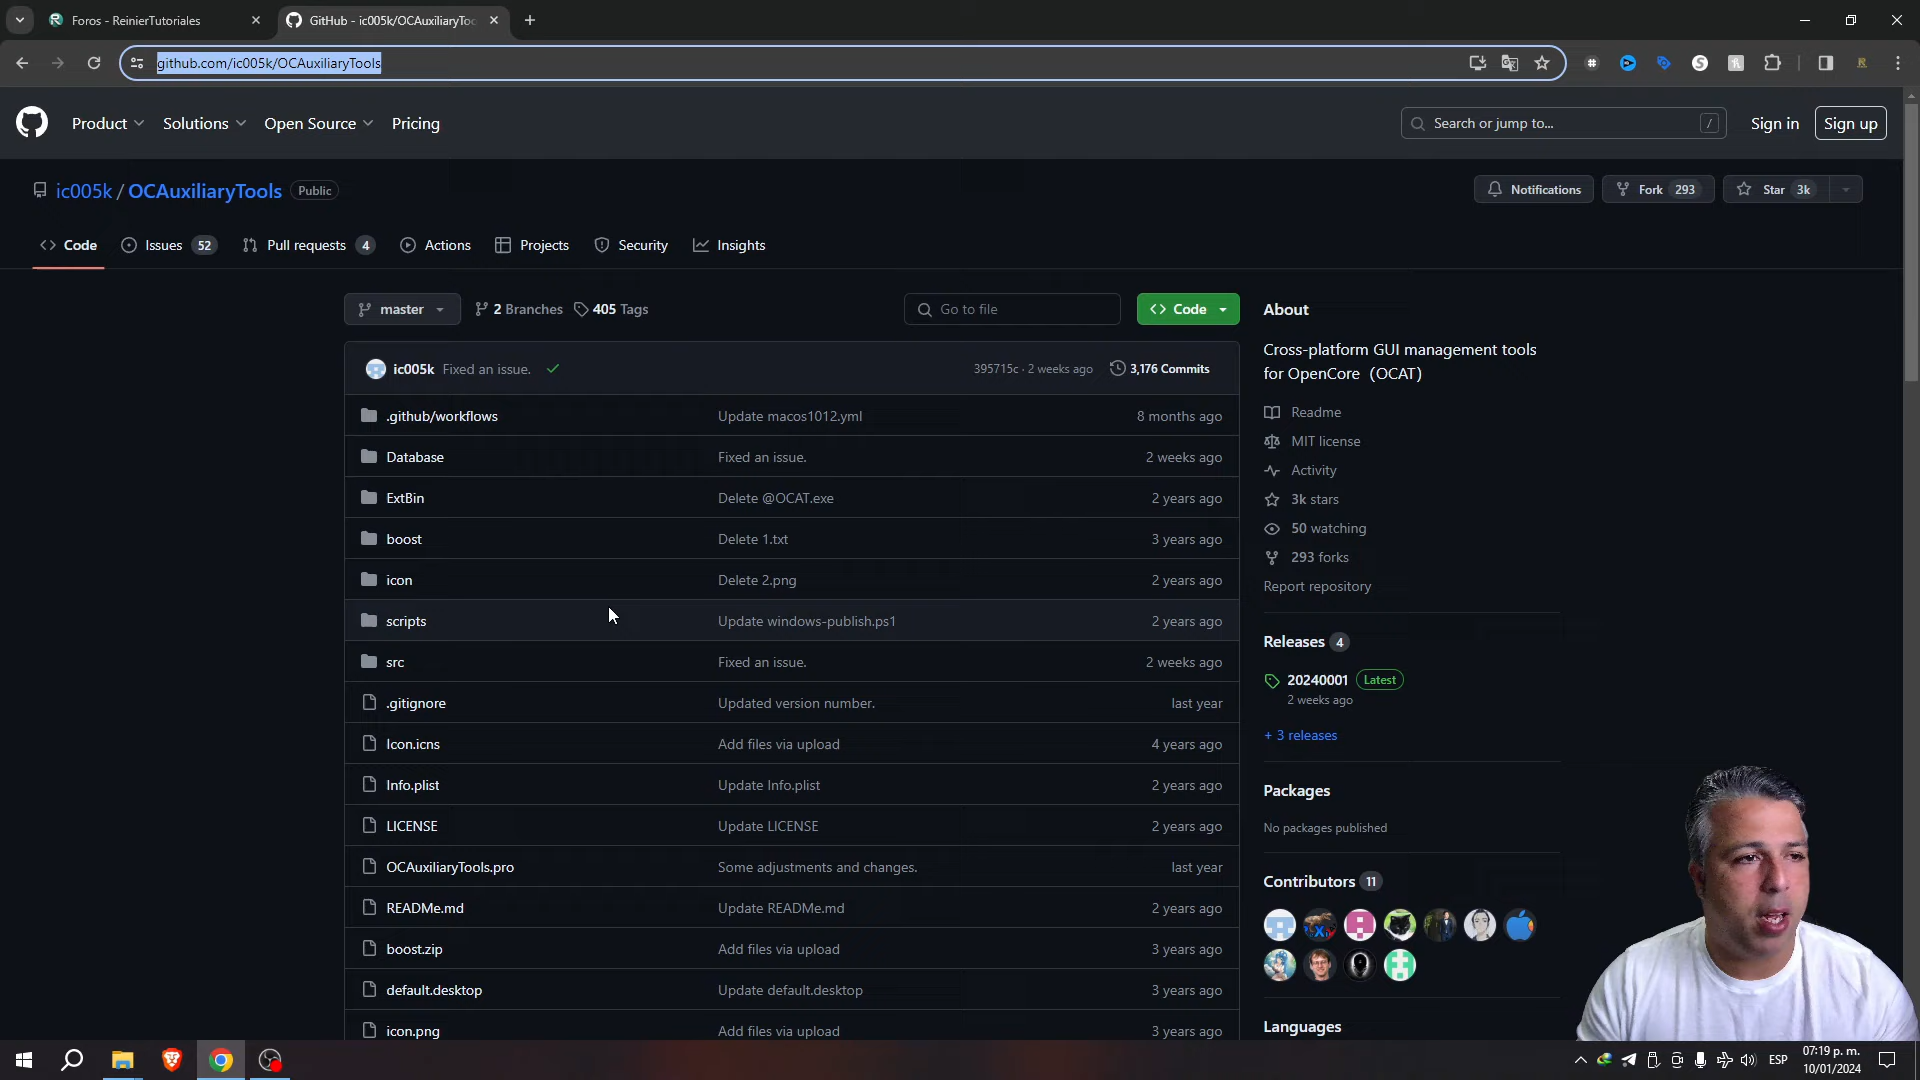 Foros - ReinierTutoriales
GitHub - ic005k/OCAuxiliaryToo
github.com/ic005k/OCAuxiliaryTools
Product
Solutions
Open Source
Pricing
Search or jump to...
/
Sign in
Sign up
ic005k / OCAuxiliaryTools
Public
Notifications
Fork 293
Star 3k
Code
Issues 52
Pull requests 4
Actions
Projects
Security
Insights
master
2 Branches
405 Tags
Go to file
Code
ic005k Fixed an issue.
395715c · 2 weeks ago
3,176 Commits
.github/workflows Update macos1012.yml 8 months ago
Database Fixed an issue. 2 weeks ago
ExtBin Delete @OCAT.exe 2 years ago
boost Delete 1.txt 3 years ago
icon Delete 2.png 2 years ago
scripts Update windows-publish.ps1 2 years ago
src Fixed an issue. 2 weeks ago
.gitignore Updated version number. last year
Icon.icns Add files via upload 4 years ago
Info.plist Update Info.plist 2 years ago
LICENSE Update LICENSE 2 years ago
OCAuxiliaryTools.pro Some adjustments and changes. last year
READMe.md Update READMe.md 2 years ago
boost.zip Add files via upload 3 years ago
default.desktop Update default.desktop 3 years ago
icon.png Add files via upload 3 years ago
About
Cross-platform GUI management tools
for OpenCore（OCAT）
Readme
MIT license
Activity
3k stars
50 watching
293 forks
Report repository
Releases 4
20240001 Latest
2 weeks ago
+ 3 releases
Packages
No packages published
Contributors 11
Languages
ESP
07:19 p. m.
10/01/2024